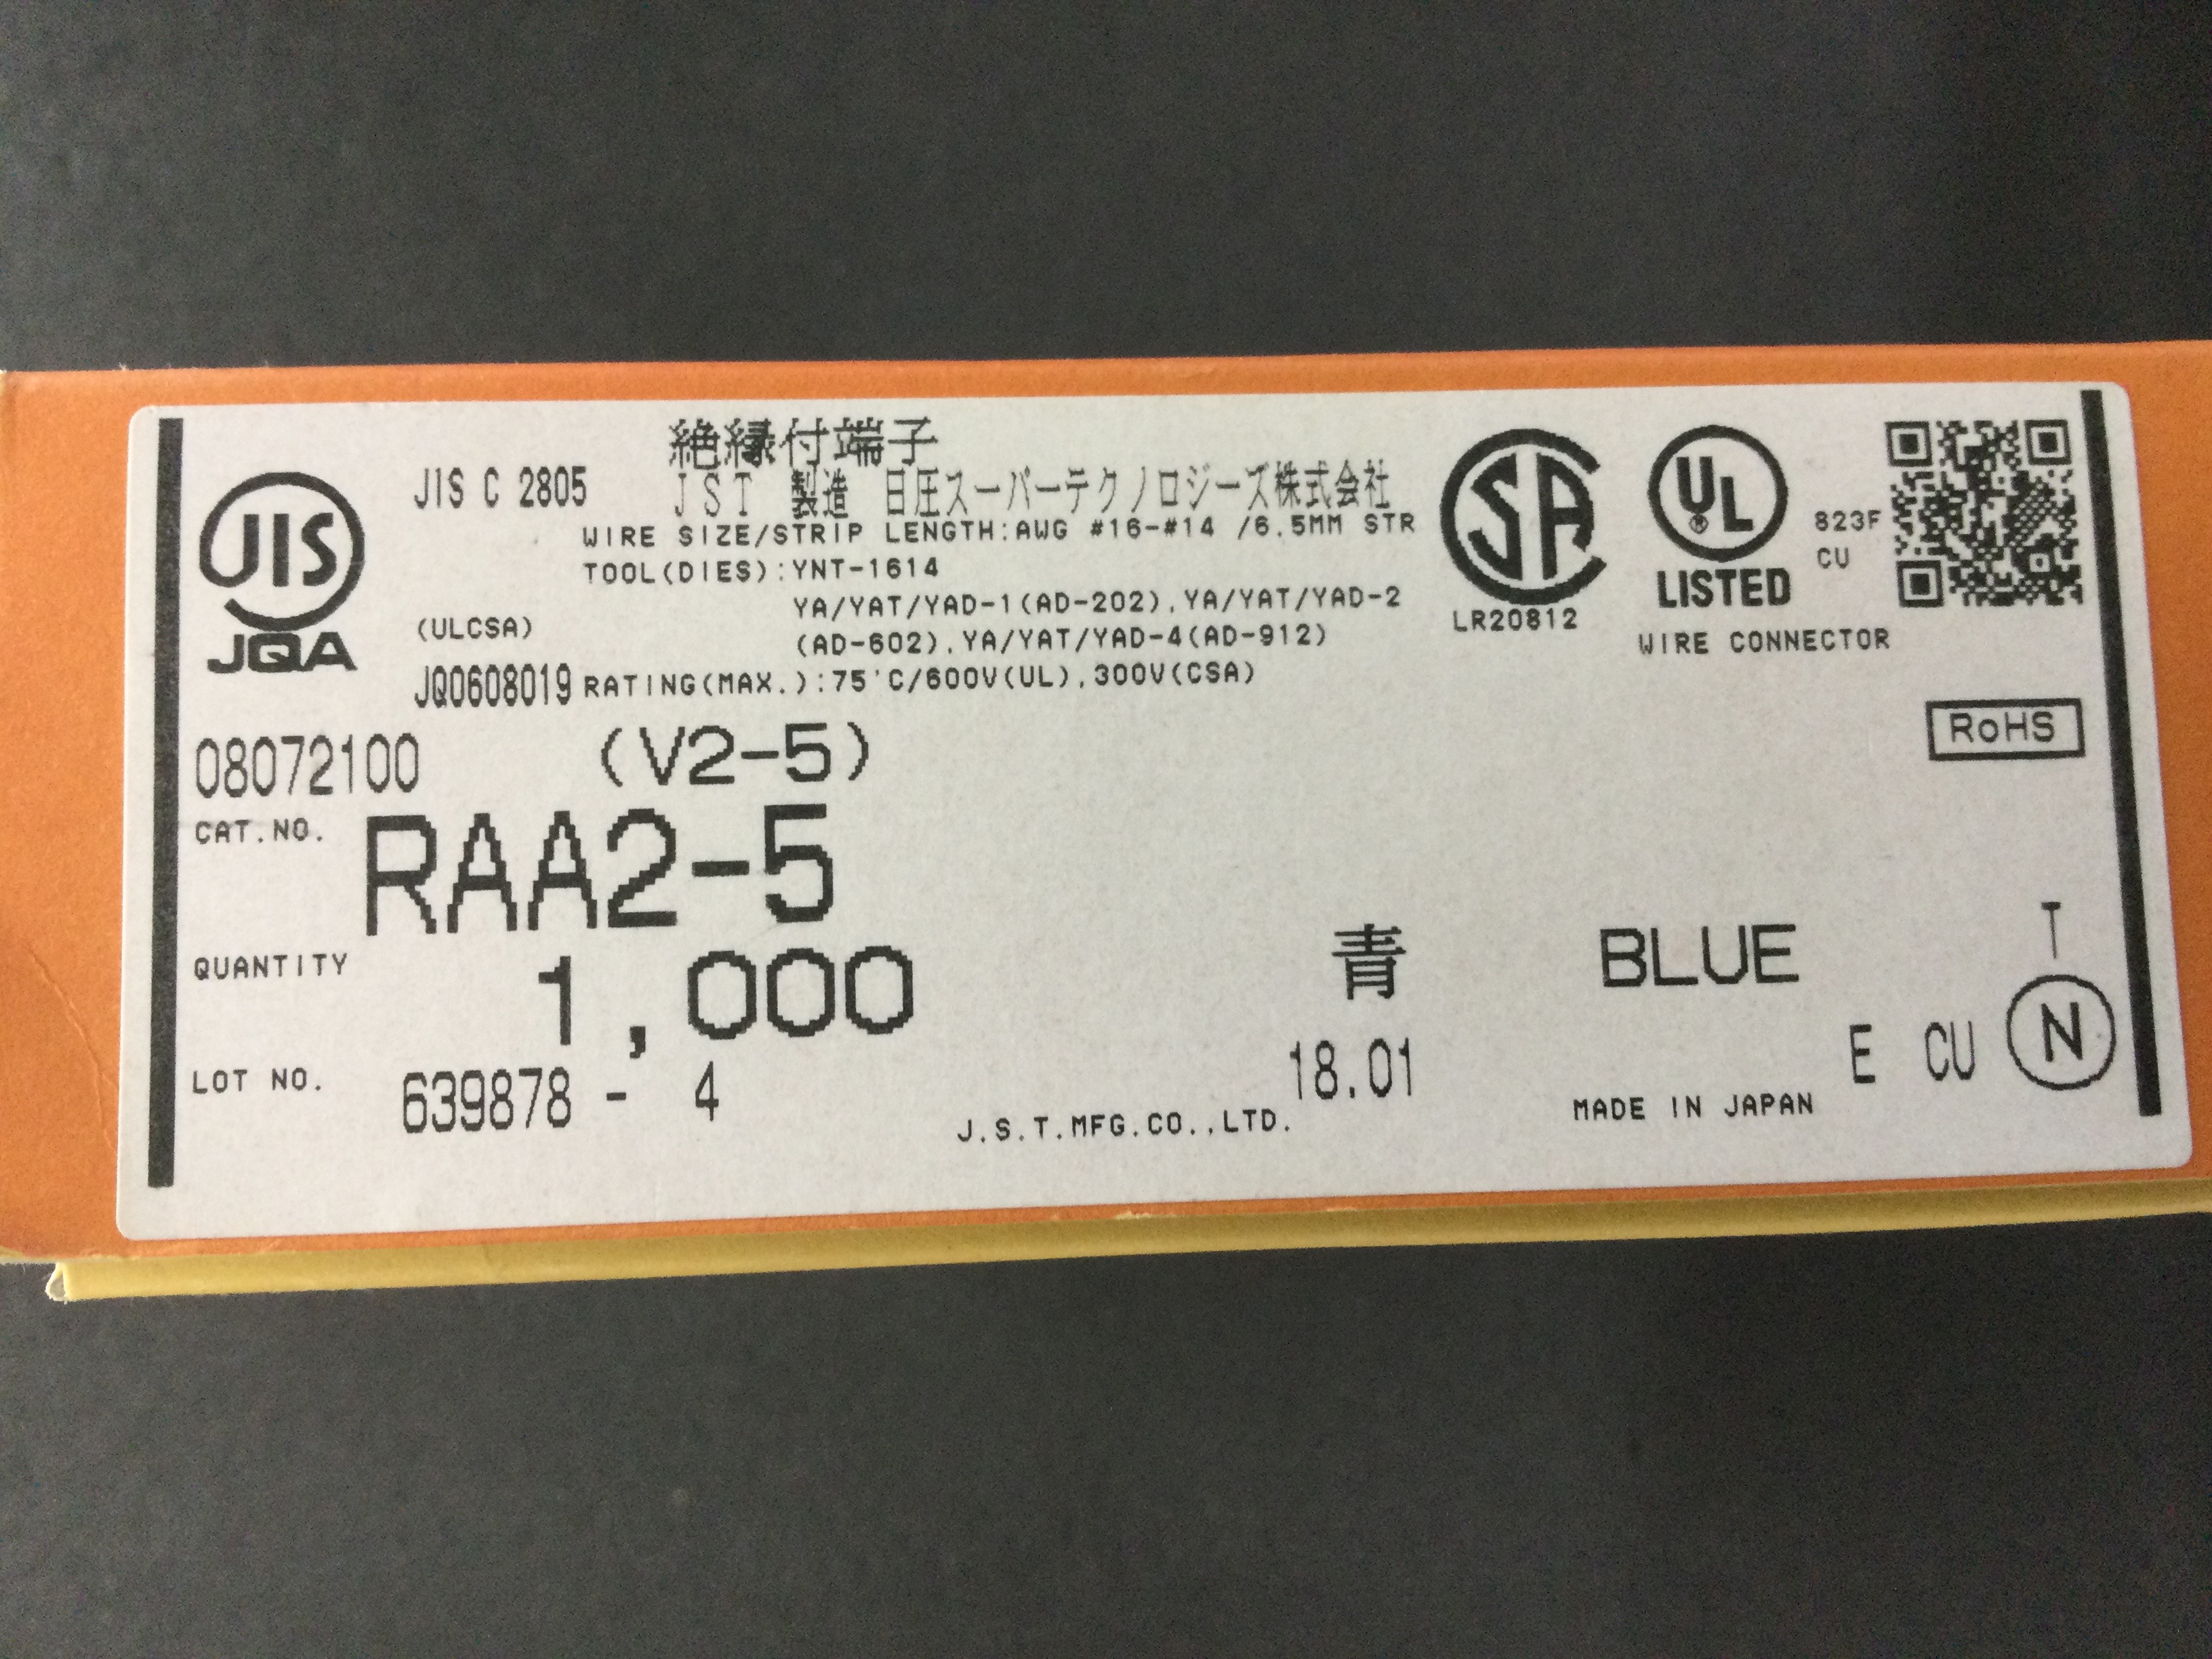 絶縁付端子
JIS C 2805 JST 製造 日圧スーパーテクノロジーズ株式会社
WIRE SIZE/STRIP LENGTH:AWG #16-#14 /6.5MM STR
TOOL(DIES):YNT-1614
YA/YAT/YAD-1(AD-202),YA/YAT/YAD-2
(ULCSA) (AD-602),YA/YAT/YAD-4(AD-912)
JQ0608019 RATING(MAX.):75°C/600V(UL),300V(CSA)
JIS
JQA
SA
LR20812
UL®
LISTED
823F
CU
WIRE CONNECTOR
RoHS
08072100 (V2-5)
CAT.NO. RAA2-5
QUANTITY 1,000
青 BLUE T
LOT NO. 639878 - 4
18.01 E CU N
J.S.T.MFG.CO.,LTD. MADE IN JAPAN